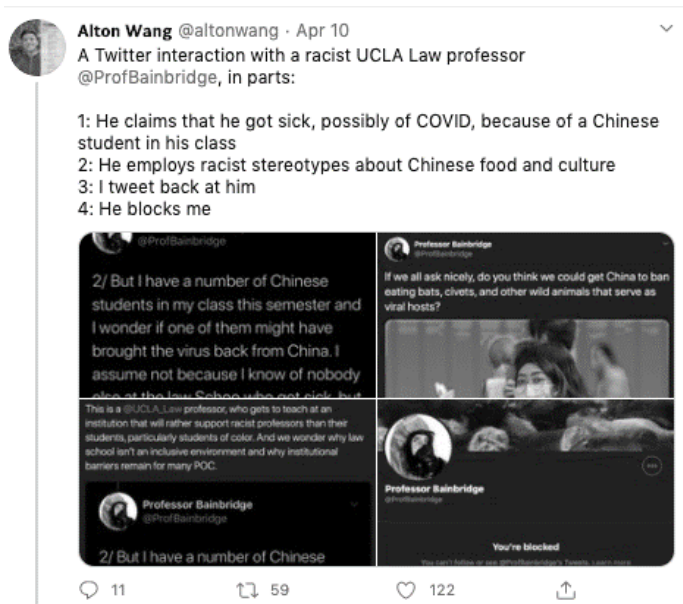 Alton Wang @altonwang · Apr 10
A Twitter interaction with a racist UCLA Law professor
@ProfBainbridge, in parts:
1: He claims that he got sick, possibly of COVID, because of a Chinese
student in his class
2: He employs racist stereotypes about Chinese food and culture
3: I tweet back at him
4: He blocks me
@ProfBainbridge
2/ But I have a number of Chinese
students in my class this semester and
I wonder if one of them might have
brought the virus back from China. I
assume not because I know of nobody
else at the law School who got sick, but
Professor Bainbridge
@ProfBainbridge
If we all ask nicely, do you think we could get China to ban
eating bats, civets, and other wild animals that serve as
viral hosts?
This is a @UCLA_Law professor, who gets to teach at an
institution that will rather support racist professors than their
students, particularly students of color. And we wonder why law
school isn't an inclusive environment and why institutional
barriers remain for many POC.
Professor Bainbridge
@ProfBainbridge
2/ But I have a number of Chinese
Professor Bainbridge
@ProfBainbridge
You're blocked
You can't follow or see @ProfBainbridge's Tweets. Learn more
11
59
122